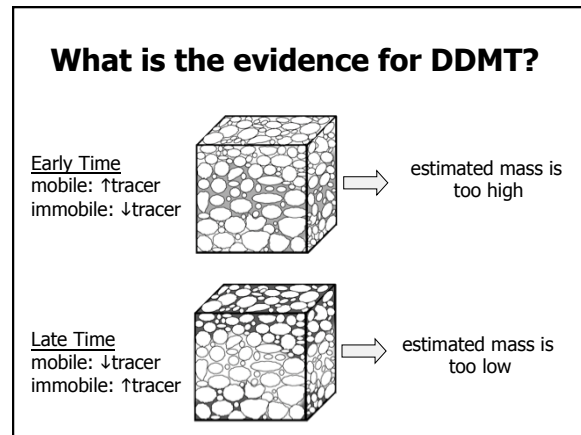 What is the evidence for DDMT?
Early Time
mobile: ↑tracer
immobile: ↓tracer
estimated mass is
too high
Late Time
mobile: ↓tracer
immobile: ↑tracer
estimated mass is
too low